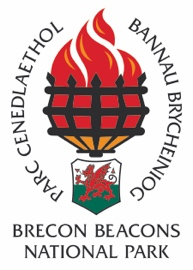 PARC CENEDLAETHOL
BANNAU BRYCHEINIOG
BRECON BEACONS
NATIONAL PARK